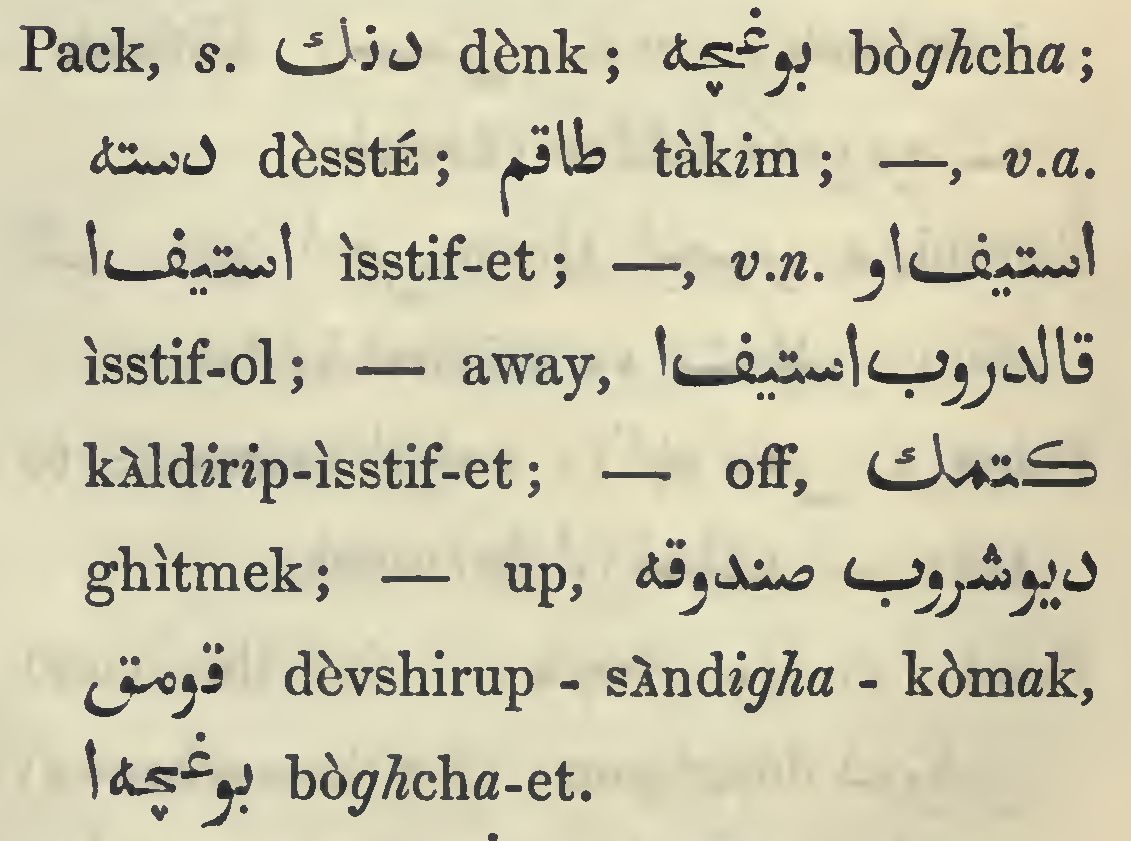 Pack, s. دنك dènk; بوغچه bòghcha;
دسته dèsstÉ; طاقم tàkim; —, v.a.
استيف ا ìsstif-et; —, v.n. استيف او
ìsstif-ol; — away, قالدروب استيف ا
kÀldirip-ìsstif-et; — off, كتمك
ghìtmek; — up, ديوشروب صندوقه
قومق dèvshirup - sÀndigha - kòmak,
بوغچه ا bòghcha-et.